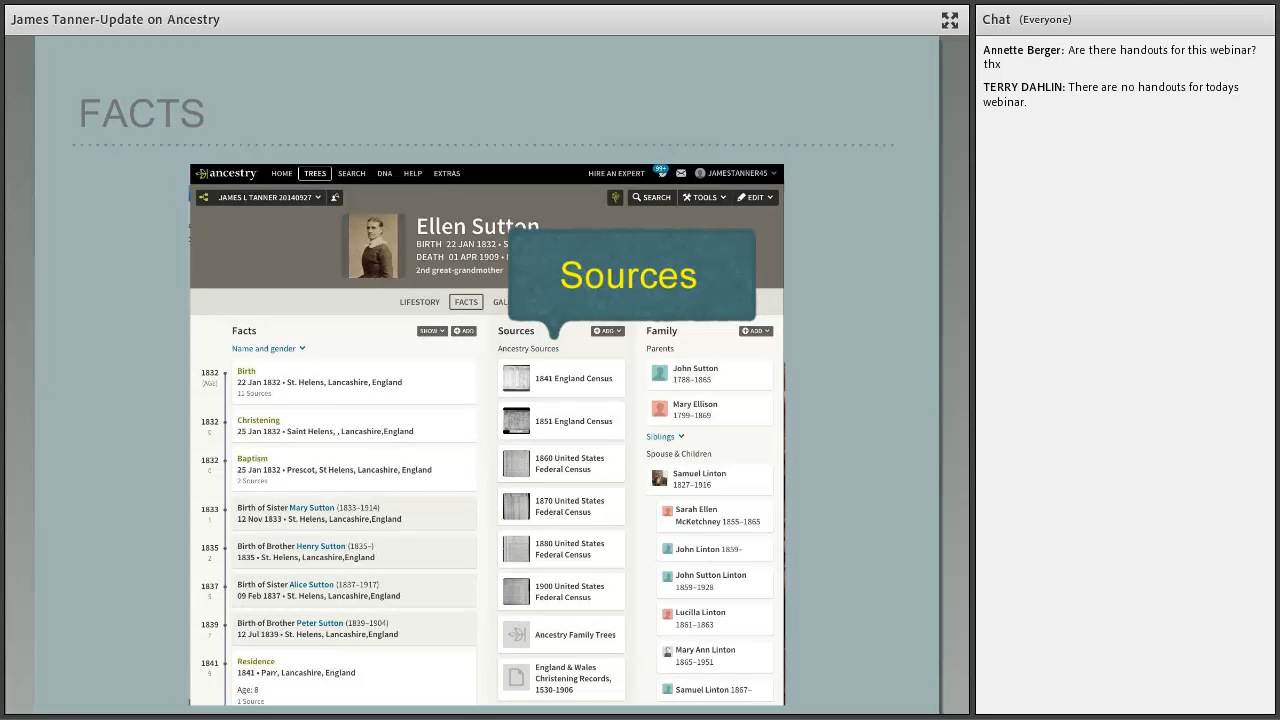 James Tanner-Update on Ancestry
FACTS
ancestry
HOME TREES SEARCH DNA HELP EXTRAS
HIRE AN EXPERT 99+ JAMESTANNER45
JAMES L TANNER 20140927
SEARCH TOOLS EDIT
Ellen Sutton
BIRTH 22 JAN 1832 • S
DEATH 01 APR 1909 •
2nd great-grandmother
Sources
LIFESTORY FACTS GAL
Facts
SHOW ADD
Name and gender
1832
(AGE)
Birth
22 Jan 1832 • St. Helens, Lancashire, England
11 Sources
1832
0
Christening
25 Jan 1832 • Saint Helens, , Lancashire,England
1832
0
Baptism
25 Jan 1832 • Prescot, St Helens, Lancashire, England
2 Sources
1833
1
Birth of Sister Mary Sutton (1833–1914)
12 Nov 1833 • St. Helens, Lancashire,England
1835
2
Birth of Brother Henry Sutton (1835–)
1835 • St. Helens, Lancashire,England
1837
5
Birth of Sister Alice Sutton (1837–1917)
09 Feb 1837 • St. Helens, Lancashire,England
1839
7
Birth of Brother Peter Sutton (1839–1904)
12 Jul 1839 • St. Helens, Lancashire,England
1841
9
Residence
1841 • Parr, Lancashire, England
Age: 8
1 Source
Sources
ADD
Ancestry Sources
1841 England Census
1851 England Census
1860 United States
Federal Census
1870 United States
Federal Census
1880 United States
Federal Census
1900 United States
Federal Census
Ancestry Family Trees
England & Wales
Christening Records,
1530-1906
Family
ADD
Parents
John Sutton
1788–1865
Mary Ellison
1799–1869
Siblings
Spouse & Children
Samuel Linton
1827–1916
Sarah Ellen
McKetchney 1855–1865
John Linton 1859–
John Sutton Linton
1859–1928
Lucilla Linton
1861–1863
Mary Ann Linton
1865–1951
Samuel Linton 1867–
Chat (Everyone)
Annette Berger: Are there handouts for this webinar?
thx
TERRY DAHLIN: There are no handouts for todays
webinar.